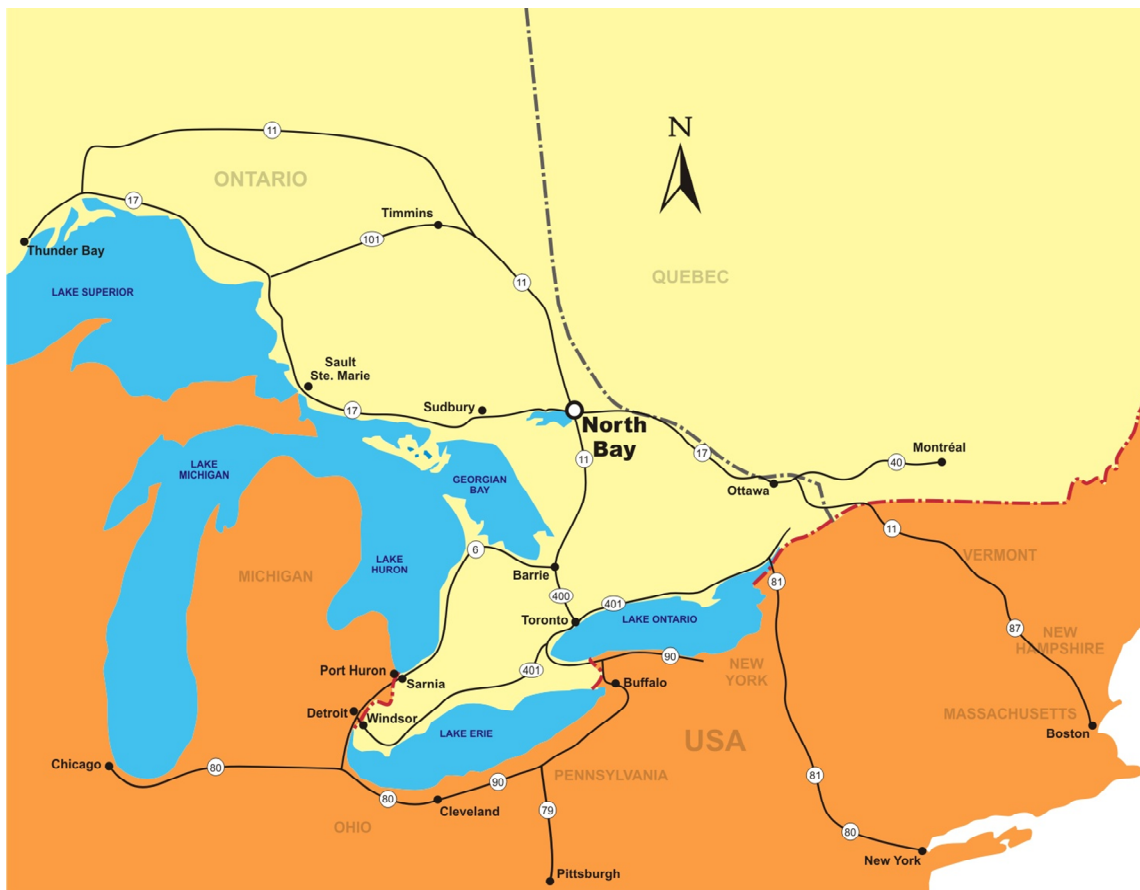 N
11
ONTARIO
17
Timmins
101
Thunder Bay
QUEBEC
11
LAKE SUPERIOR
Sault
Ste. Marie
17
Sudbury
North
Bay
11
17
Montréal
40
LAKE
MICHIGAN
GEORGIAN
BAY
Ottawa
11
6
VERMONT
LAKE
HURON
MICHIGAN
Barrie
81
400
401
Toronto
LAKE ONTARIO
87
NEW
HAMPSHIRE
90
NEW
YORK
401
Port Huron
Sarnia
Buffalo
Detroit
Windsor
MASSACHUSETTS
Boston
LAKE ERIE
USA
Chicago
80
90
PENNSYLVANIA
81
80
Cleveland
79
OHIO
80
New York
Pittsburgh